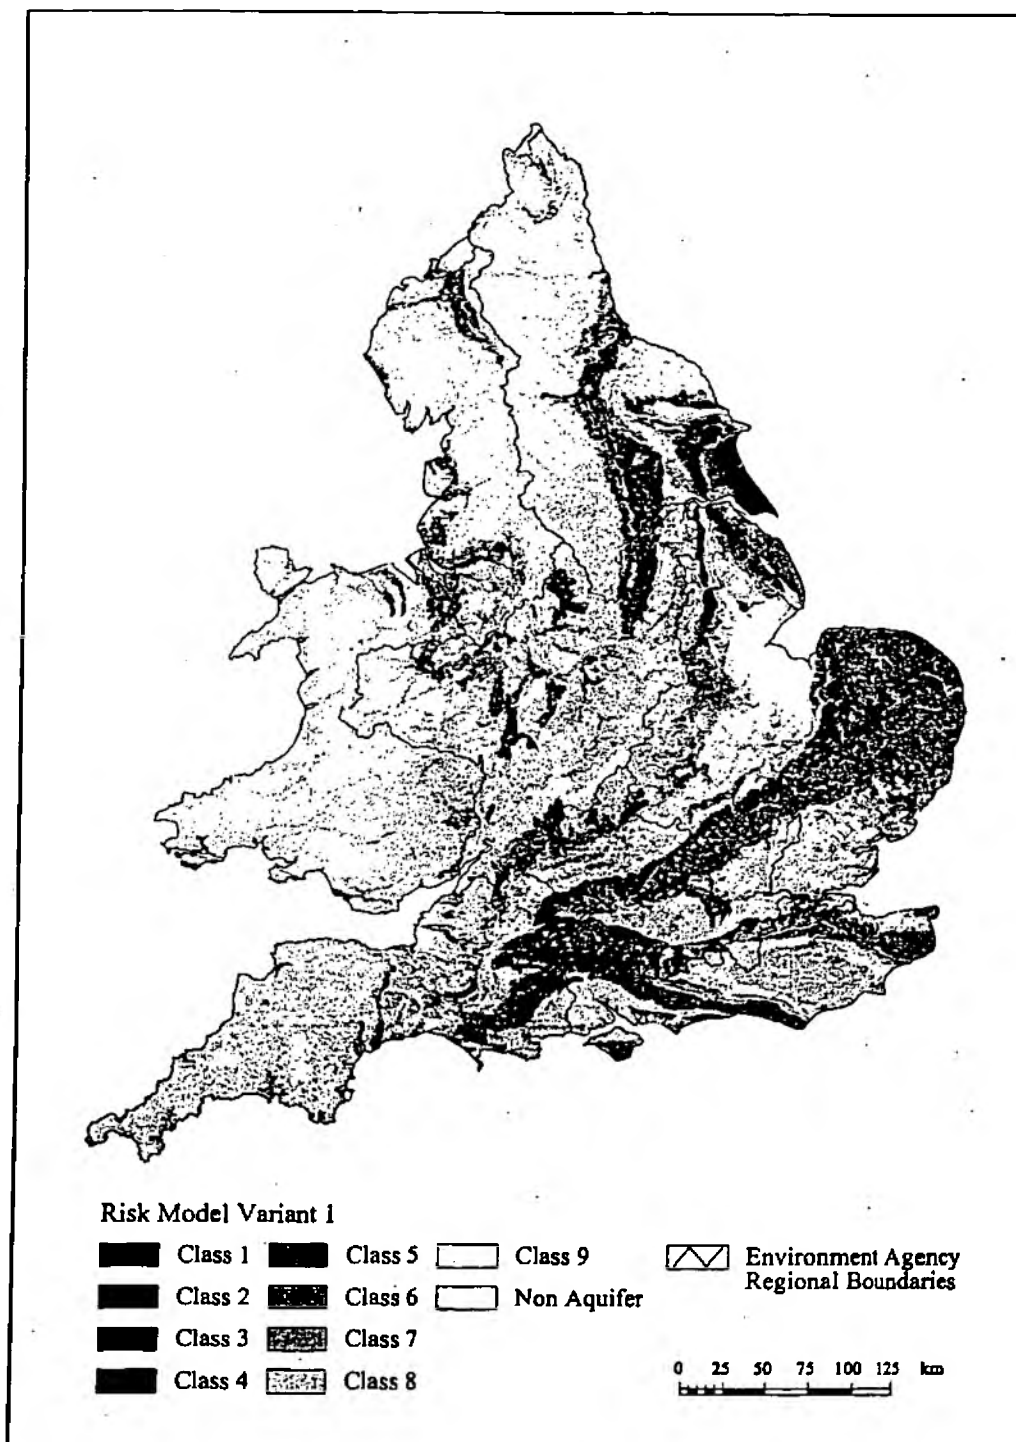 Risk Model Variant 1
Class 1
Class 2
Class 3
Class 4
Class 5
Class 6
Class 7
Class 8
Class 9
Non Aquifer
Environment Agency
Regional Boundaries
0 25 50 75 100 125 km